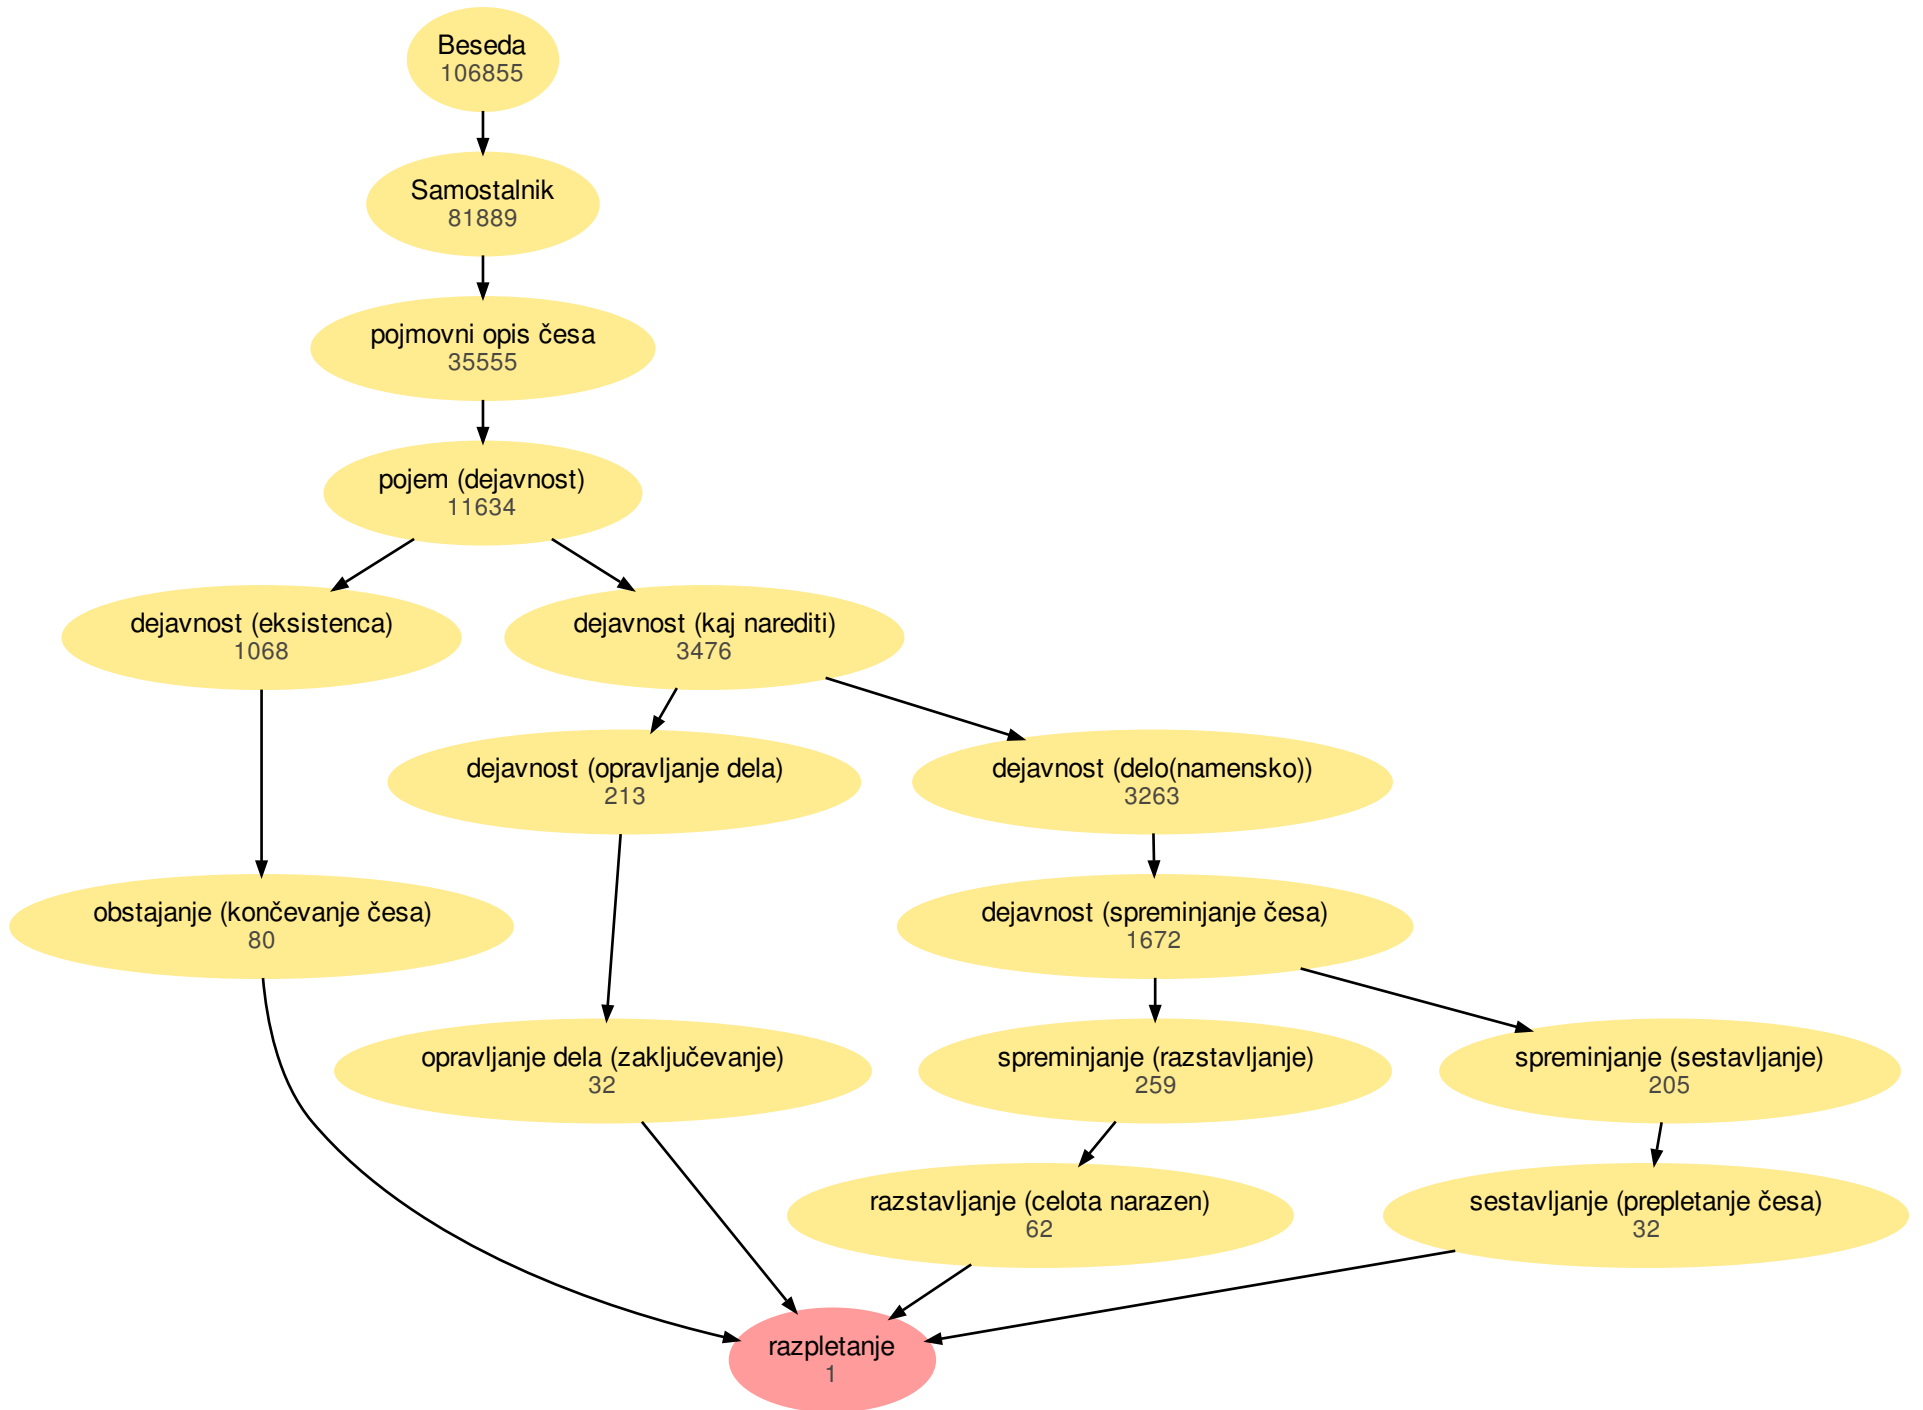 Beseda
106855
Samostalnik
81889
pojmovni opis česa
35555
pojem (dejavnost)
11634
dejavnost (eksistenca)
1068
dejavnost (kaj narediti)
3476
dejavnost (opravljanje dela)
213
dejavnost (delo(namensko))
3263
obstajanje (končevanje česa)
80
dejavnost (spreminjanje česa)
1672
opravljanje dela (zaključevanje)
32
spreminjanje (razstavljanje)
259
spreminjanje (sestavljanje)
205
razstavljanje (celota narazen)
62
sestavljanje (prepletanje česa)
32
razpletanje
1